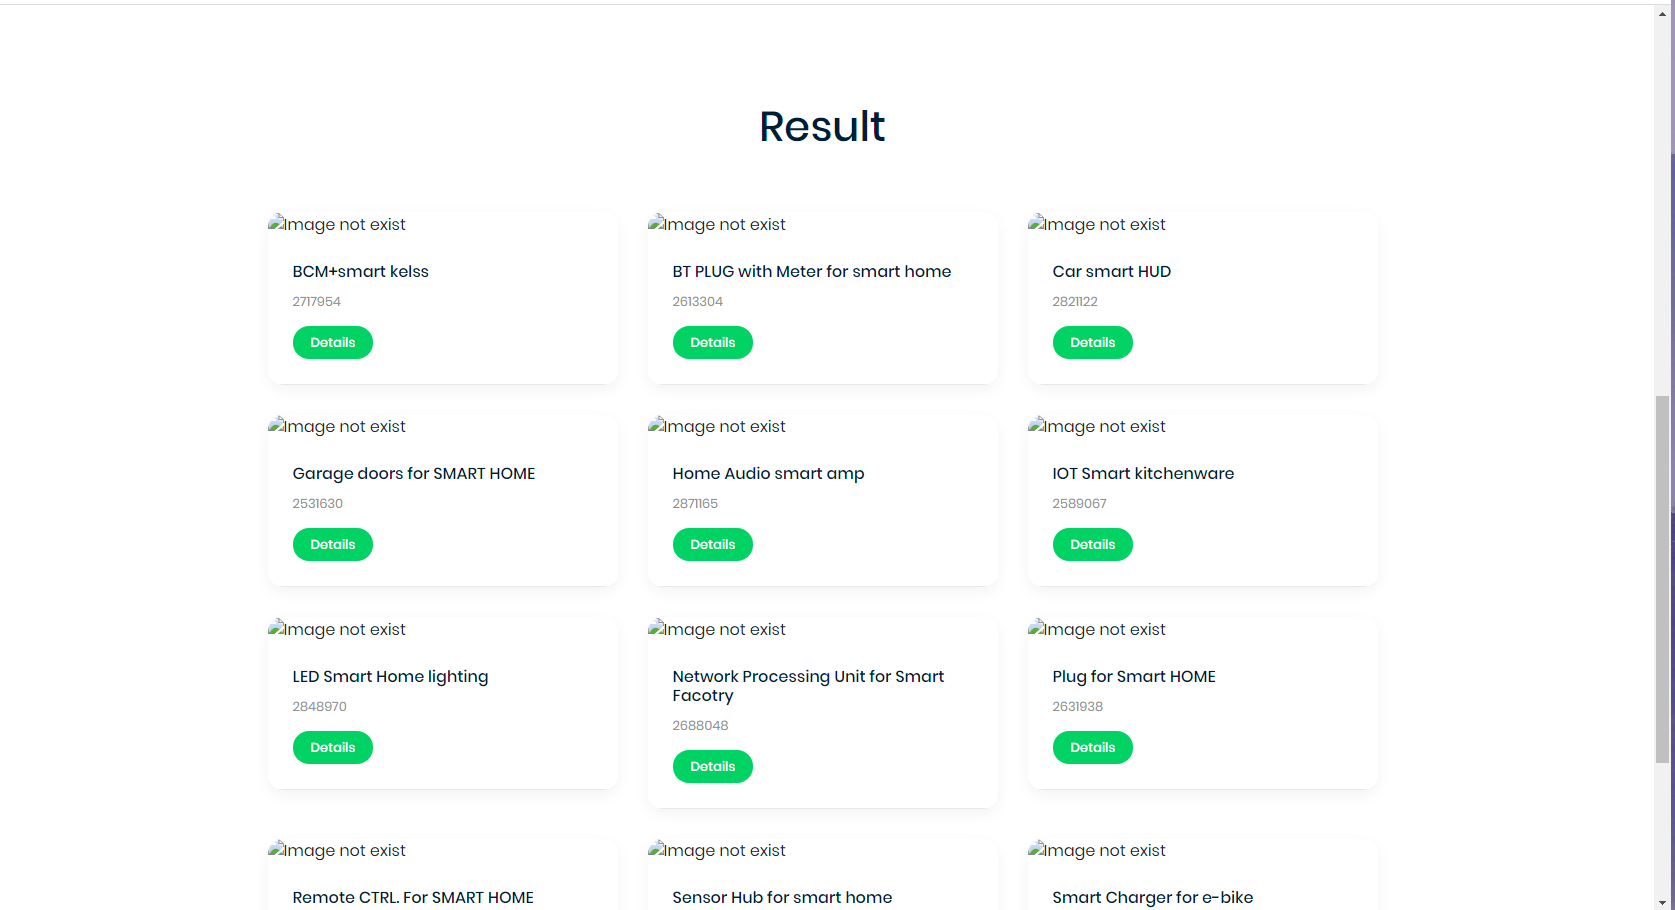 Result
Image not exist
BCM+smart kelss
2717954
Details
Image not exist
BT PLUG with Meter for smart home
2613304
Details
Image not exist
Car smart HUD
2821122
Details
Image not exist
Garage doors for SMART HOME
2531630
Details
Image not exist
Home Audio smart amp
2871165
Details
Image not exist
IOT Smart kitchenware
2589067
Details
Image not exist
LED Smart Home lighting
2848970
Details
Image not exist
Network Processing Unit for Smart
Facotry
2688048
Details
Image not exist
Plug for Smart HOME
2631938
Details
Image not exist
Remote CTRL. For SMART HOME
Image not exist
Sensor Hub for smart home
Image not exist
Smart Charger for e-bike